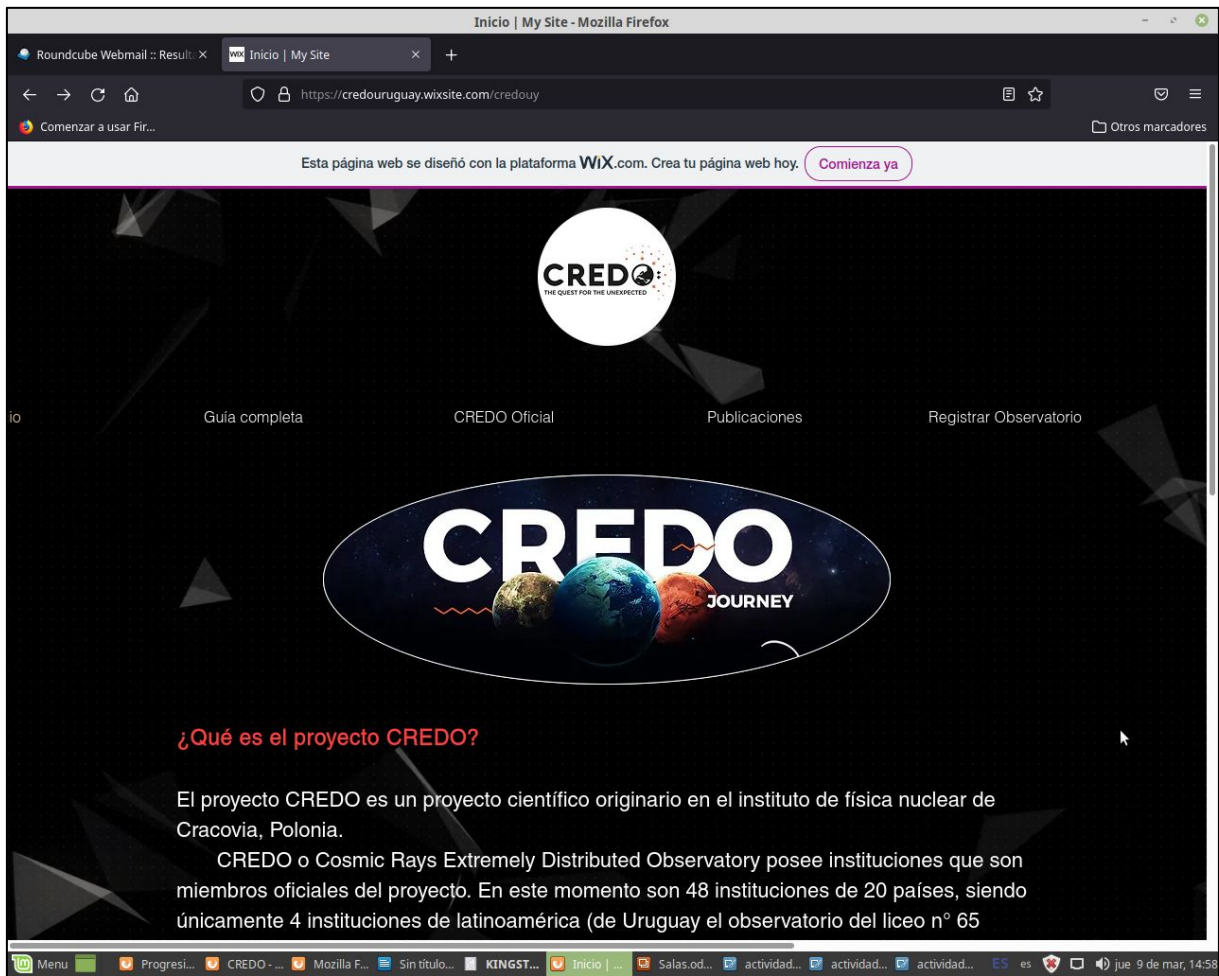 Inicio | My Site - Mozilla Firefox
Roundcube Webmail :: Result
WiX Inicio | My Site
https://credouruguay.wixsite.com/credouy
Comenzar a usar Fir...
Otros marcadores
Esta página web se diseñó con la plataforma WiX.com. Crea tu página web hoy. Comienza ya
CREDO
THE QUEST FOR THE UNEXPECTED
io Guía completa CREDO Oficial Publicaciones Registrar Observatorio
CREDO
JOURNEY
¿Qué es el proyecto CREDO?
El proyecto CREDO es un proyecto científico originario en el instituto de física nuclear de
Cracovia, Polonia.
CREDO o Cosmic Rays Extremely Distributed Observatory posee instituciones que son
miembros oficiales del proyecto. En este momento son 48 instituciones de 20 países, siendo
únicamente 4 instituciones de latinoamérica (de Uruguay el observatorio del liceo n° 65
Menu Progresi... CREDO - ... Mozilla F... Sin título... KINGST... Inicio | ... Salas.od... actividad... actividad... actividad... ES es jue 9 de mar, 14:58